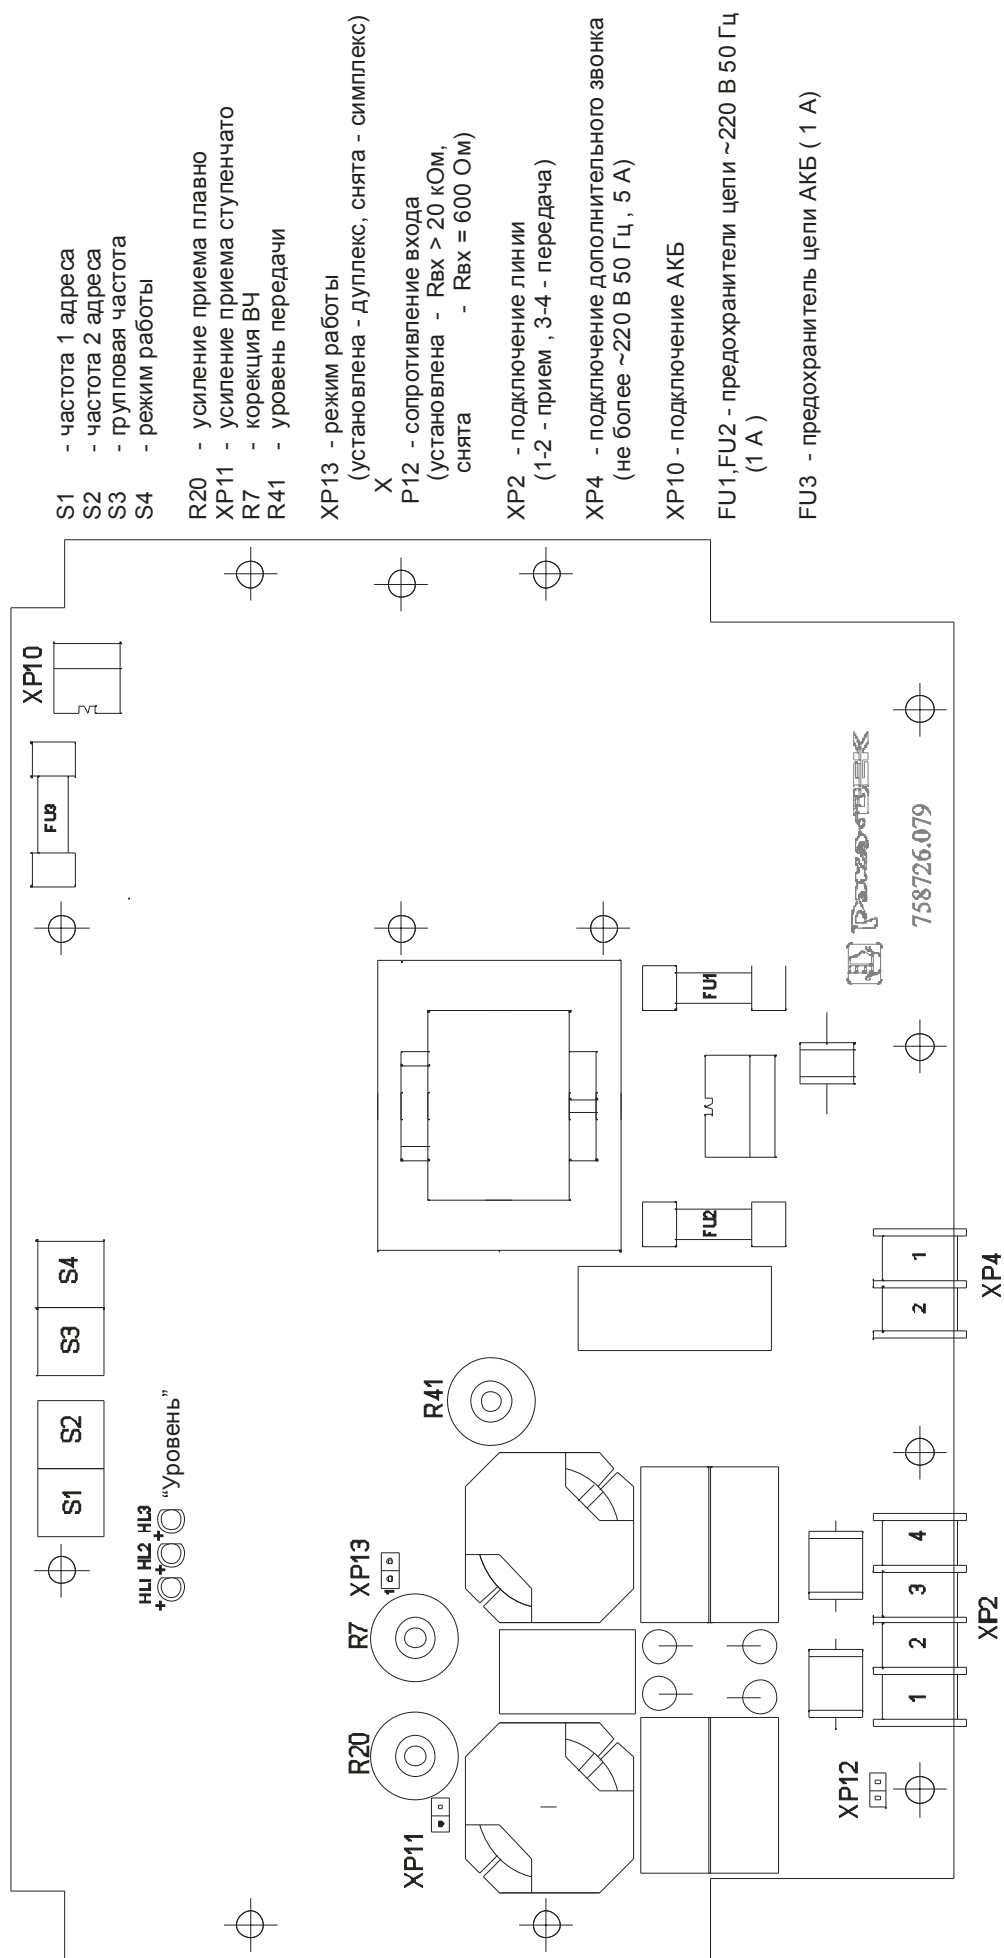 S1 - частота 1 адреса
S2 - частота 2 адреса
S3 - груповая частота
S4 - режим работы
R20 - усиление приема плавно
XP11 - усиление приема ступенчато
R7 - корекция ВЧ
R41 - уровень передачи
XP13 - режим работы
(установлена - дуплекс, снята - симплекс)
X
P12 - сопротивление входа
(установлена - Rвх > 20 кОм,
снята - Rвх = 600 Ом)
XP2 - подключение линии
(1-2 - прием , 3-4 - передача)
XP4 - подключение дополнительного звонка
(не более ~220 В 50 Гц, 5 А)
XP10 - подключение АКБ
FU1,FU2 - предохранители цепи ~220 В 50 Гц
(1 А )
FU3 - предохранитель цепи АКБ ( 1 А)
S1 S2 S3 S4
FU3
XP10
HL1 HL2 HL3
+ + +
"Уровень"
R20 R7
XP13
1
XP11
R41
FU2 FU1
758726.079
XP12
1 2 3 4
XP2
2 1
XP4